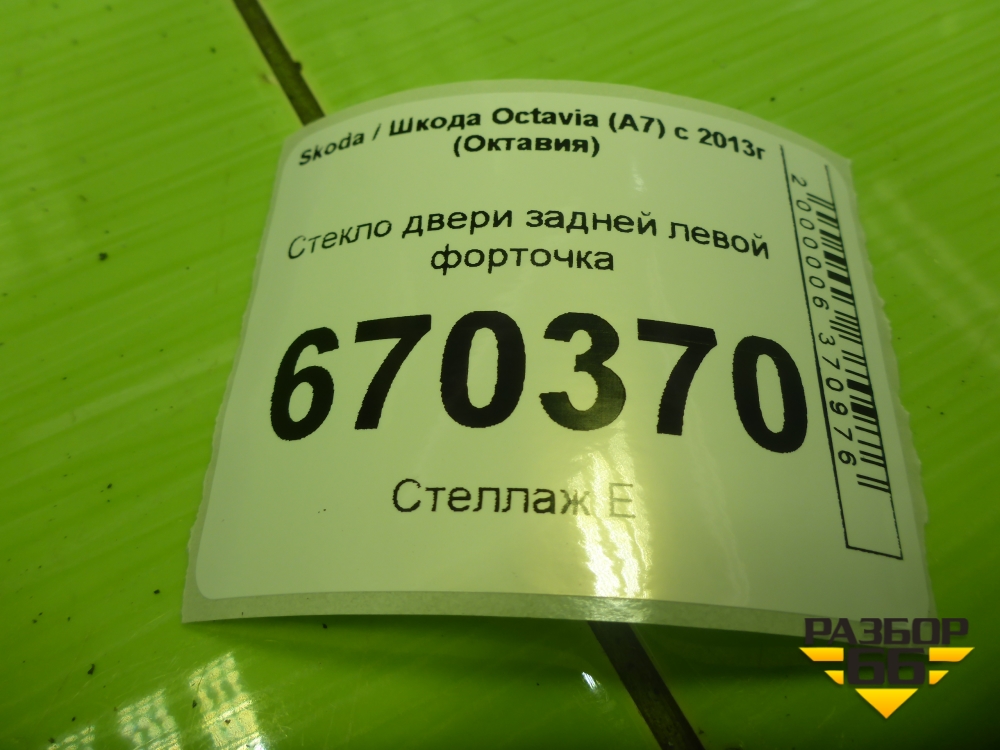 Skoda / Шкода Octavia (A7) с 2013г
(Октавия)
Стекло двери задней левой
форточка
670370
Стеллаж Е
2000006370976
РАЗБОР
66